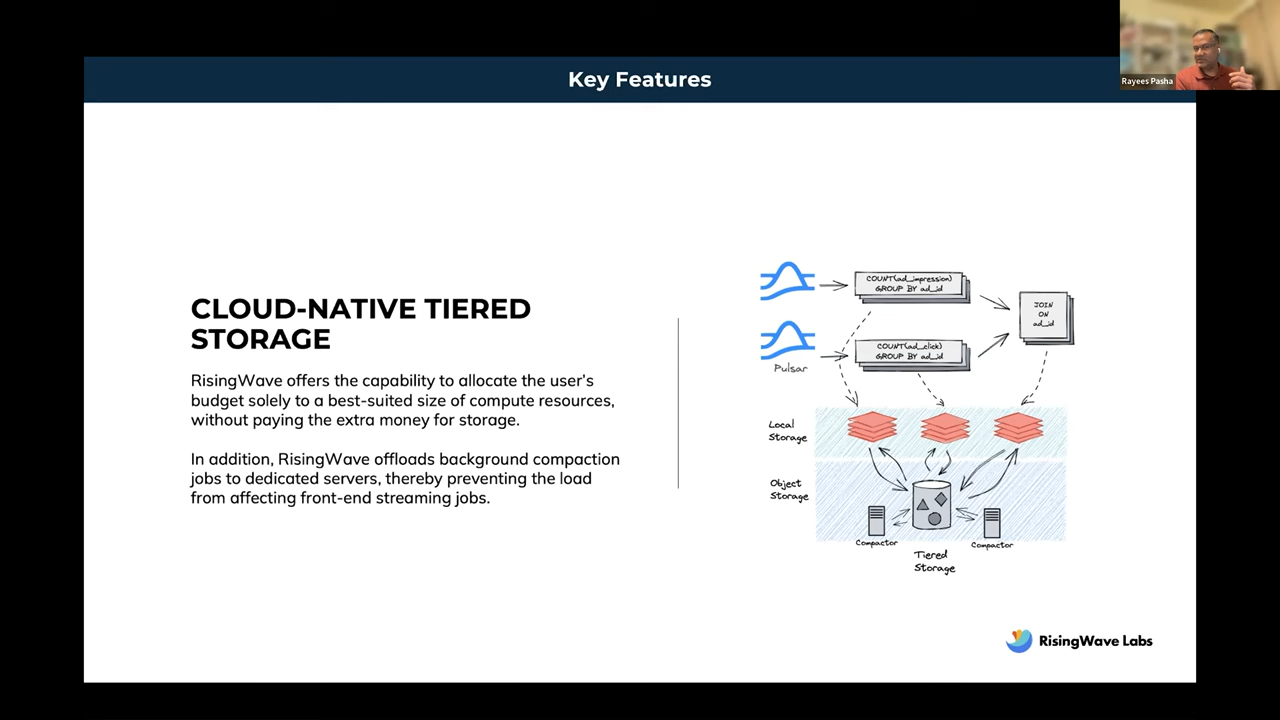 Key Features
Rayees Pasha
CLOUD-NATIVE TIERED
STORAGE
RisingWave offers the capability to allocate the user's
budget solely to a best-suited size of compute resources,
without paying the extra money for storage.
In addition, RisingWave offloads background compaction
jobs to dedicated servers, thereby preventing the load
from affecting front-end streaming jobs.
COUNT(ad_impression)
GROUP BY ad_id
COUNT(ad_click)
GROUP BY ad_id
JOIN
ON
ad_id
Pulsar
Local
Storage
Object
Storage
Compactor
Compactor
Tiered
Storage
RisingWave Labs